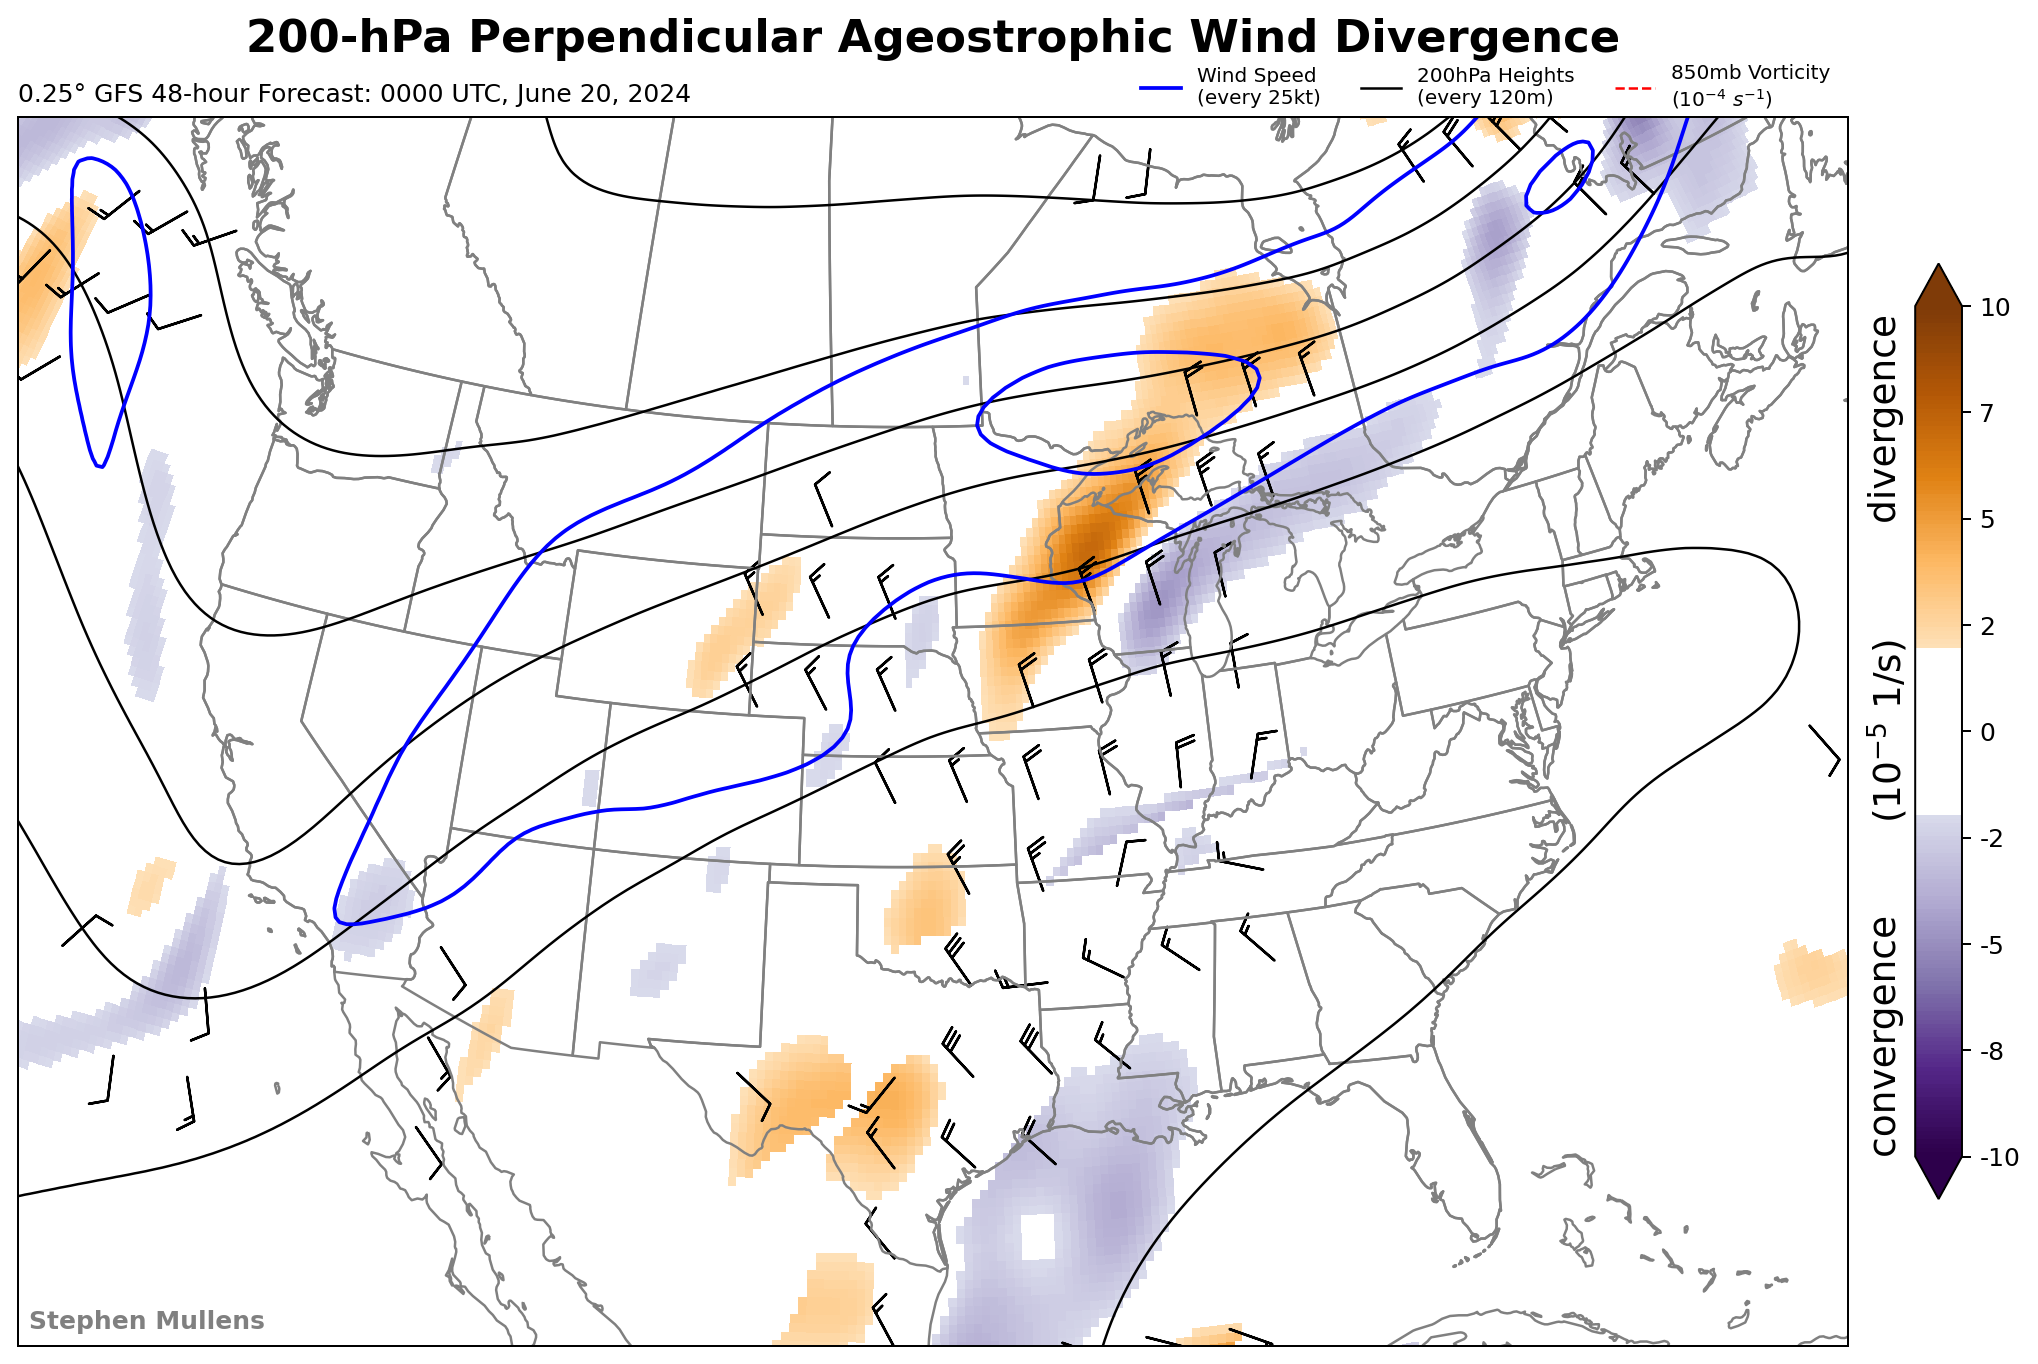 200-hPa Perpendicular Ageostrophic Wind Divergence
0.25° GFS 48-hour Forecast: 0000 UTC, June 20, 2024
Wind Speed
(every 25kt)
200hPa Heights
(every 120m)
850mb Vorticity
(10⁻⁴ s⁻¹)
10
7
5
2
0
-2
-5
-8
-10
convergence (10⁻⁵ 1/s) divergence
Stephen Mullens